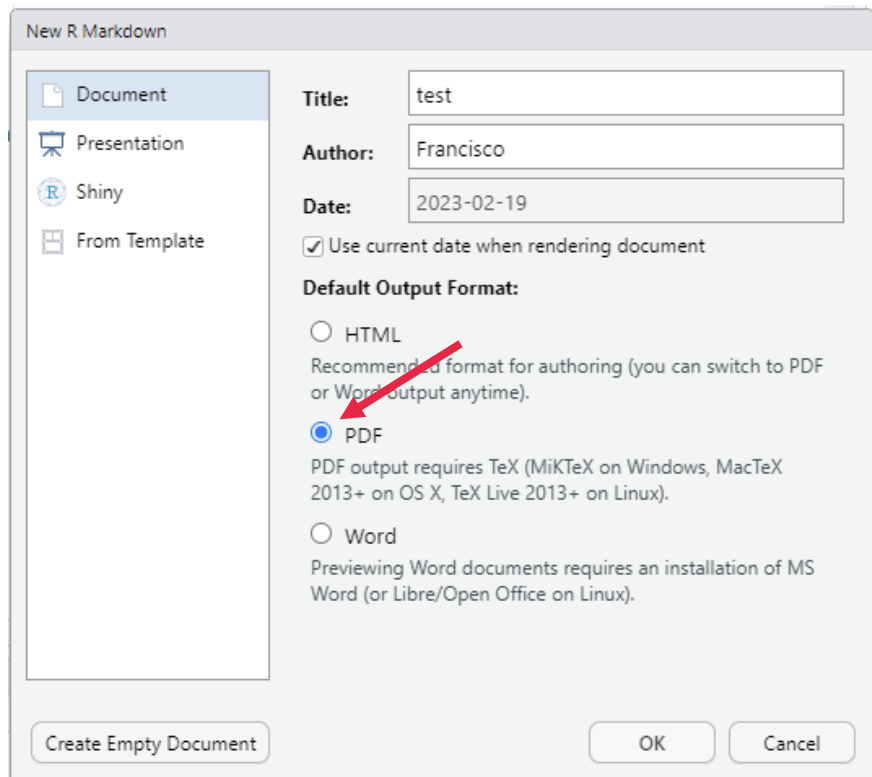 New R Markdown
Document
Presentation
R Shiny
From Template
Title: test
Author: Francisco
Date: 2023-02-19
Use current date when rendering document
Default Output Format:
HTML
Recommended format for authoring (you can switch to PDF
or Word output anytime).
PDF
PDF output requires TeX (MiKTeX on Windows, MacTeX
2013+ on OS X, TeX Live 2013+ on Linux).
Word
Previewing Word documents requires an installation of MS
Word (or Libre/Open Office on Linux).
Create Empty Document
OK
Cancel